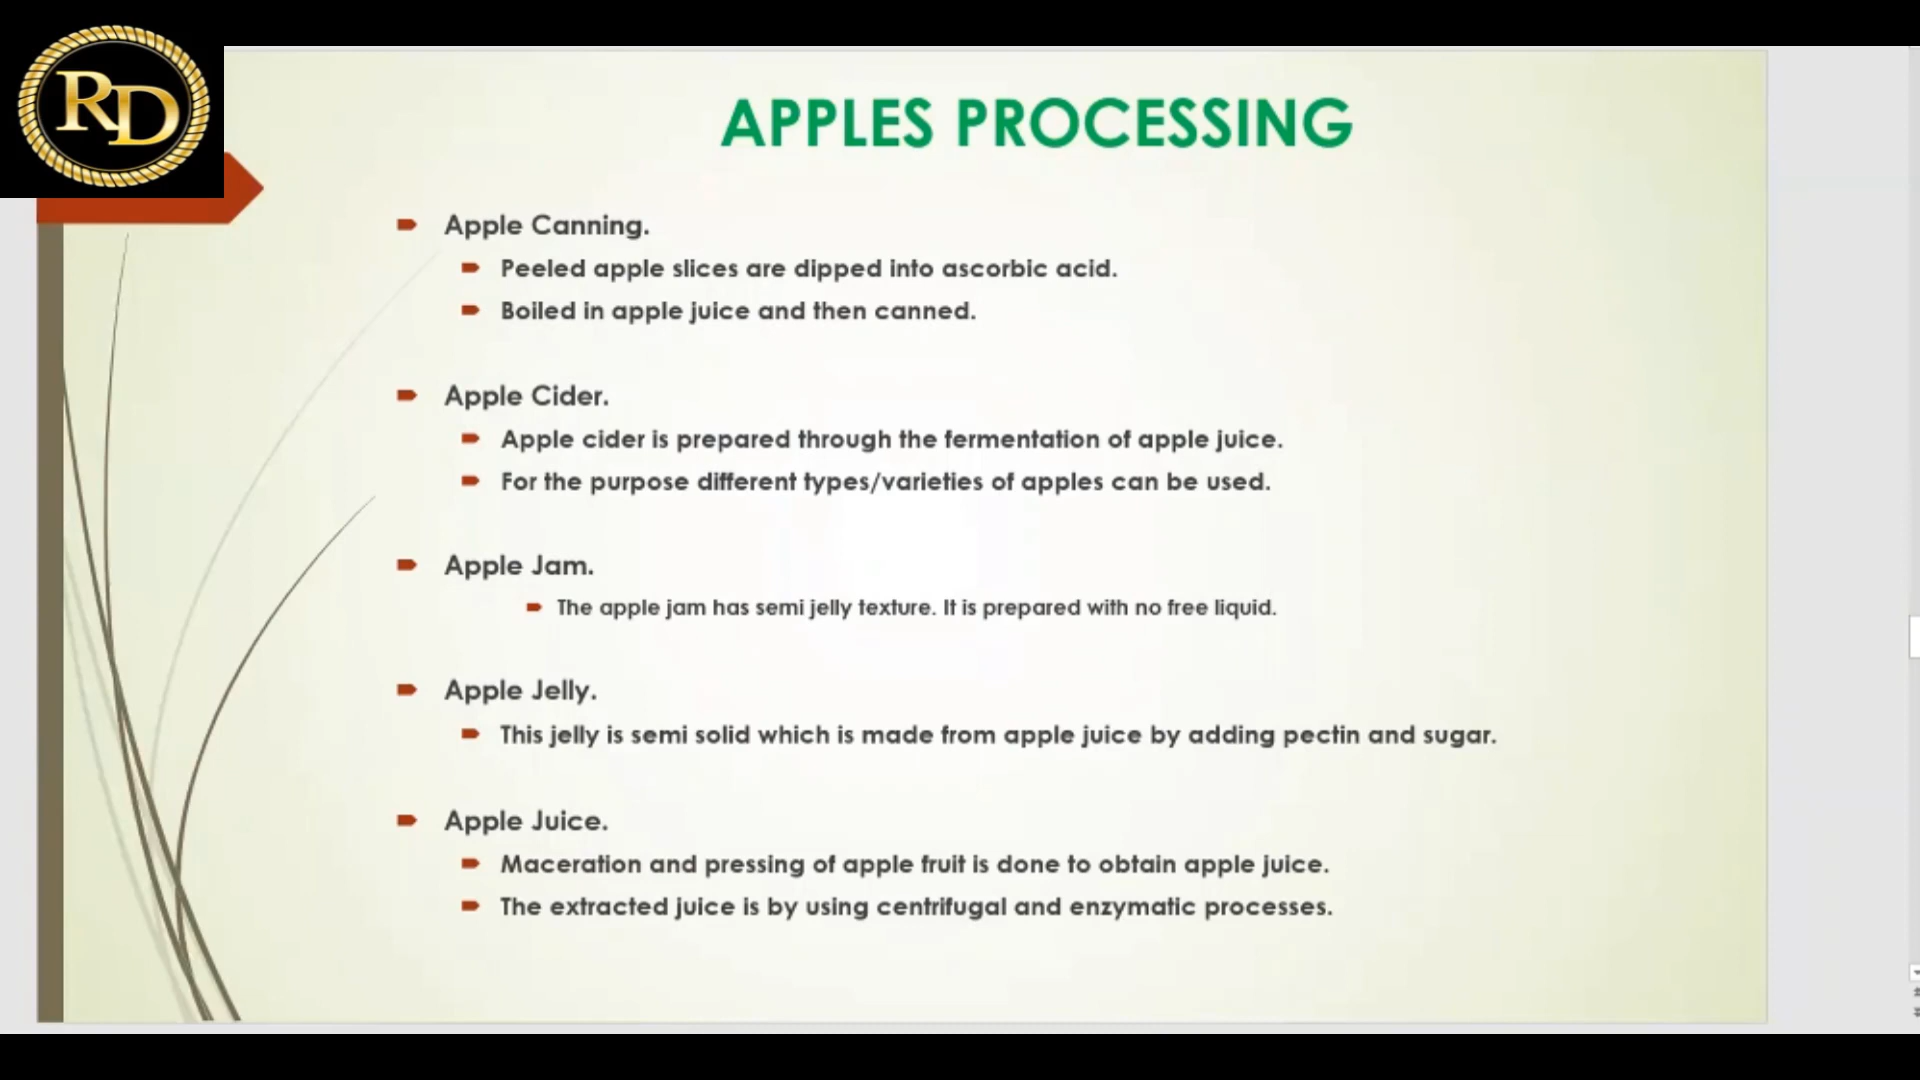 RD
APPLES PROCESSING
Apple Canning.
Peeled apple slices are dipped into ascorbic acid.
Boiled in apple juice and then canned.
Apple Cider.
Apple cider is prepared through the fermentation of apple juice.
For the purpose different types/varieties of apples can be used.
Apple Jam.
The apple jam has semi jelly texture. It is prepared with no free liquid.
Apple Jelly.
This jelly is semi solid which is made from apple juice by adding pectin and sugar.
Apple Juice.
Maceration and pressing of apple fruit is done to obtain apple juice.
The extracted juice is by using centrifugal and enzymatic processes.